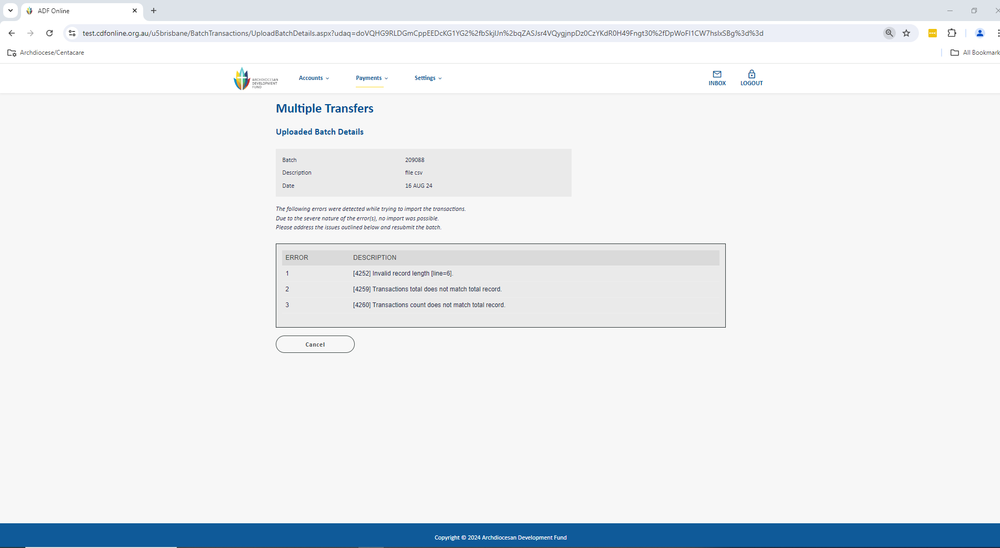 ADF Online
test.cdfonline.org.au/u5brisbane/BatchTransactions/UploadBatchDetails.aspx?udaq=doVQHG9RLDGmCppEEDcKG1YG2%2fbSkjlJn%2bqZASJsr4VQygjnpDz0CzYKdR0H49Fngt30%2fDpWoFI1CW7hslxSBg%3d%3d
Archdiocese/Centacare
All Bookmark
ARCHDIOCESAN
DEVELOPMENT
FUND
Accounts
Payments
Settings
INBOX
LOGOUT
Multiple Transfers
Uploaded Batch Details
Batch 209088
Description file csv
Date 16 AUG 24
The following errors were detected while trying to import the transactions.
Due to the severe nature of the error(s), no import was possible.
Please address the issues outlined below and resubmit the batch.
ERROR DESCRIPTION
1 [4252] Invalid record length [line=6].
2 [4259] Transactions total does not match total record.
3 [4260] Transactions count does not match total record.
Cancel
Copyright © 2024 Archdiocesan Development Fund